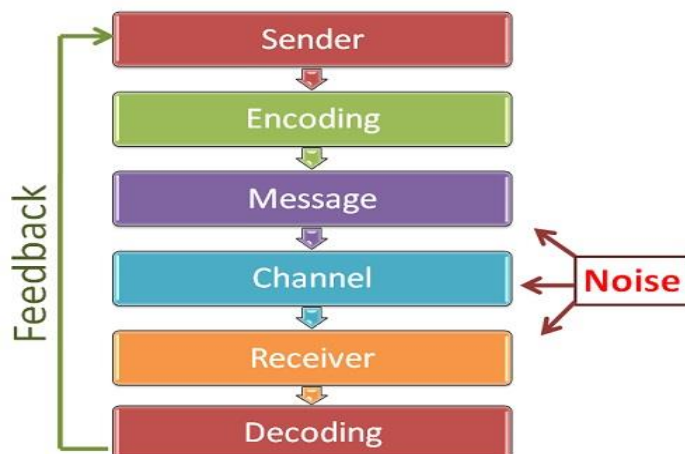 Sender
Encoding
Message
Channel
Receiver
Decoding
Feedback
Noise